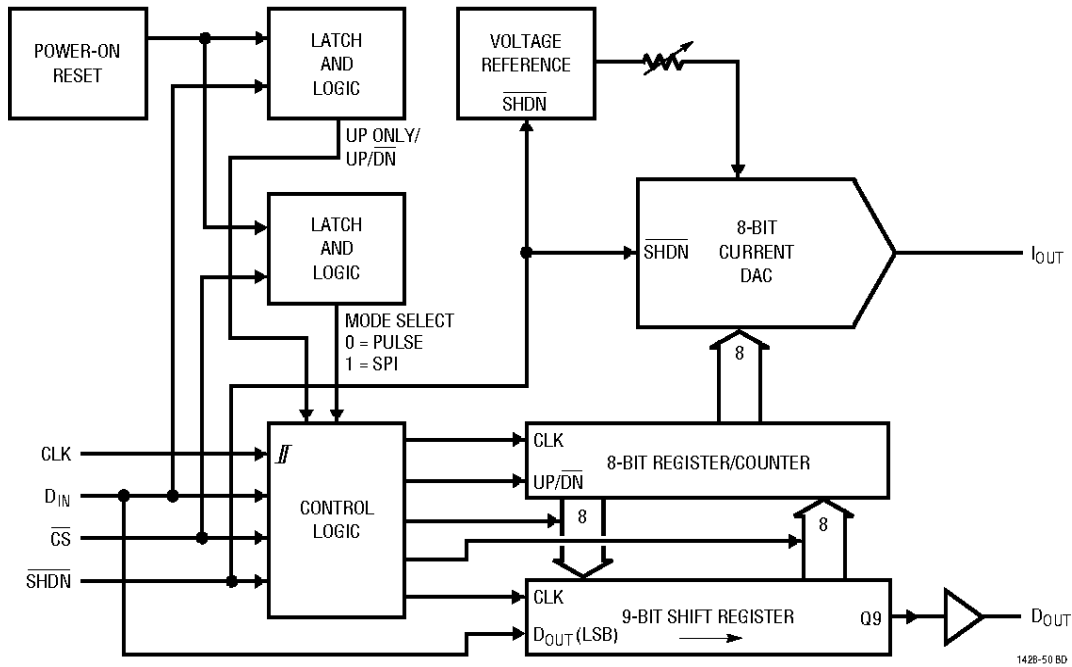 POWER-ON
RESET
LATCH
AND
LOGIC
VOLTAGE
REFERENCE
SHDN
UP ONLY/
UP/DN
LATCH
AND
LOGIC
8-BIT
CURRENT
DAC
SHDN
IOUT
MODE SELECT
0 = PULSE
1 = SPI
8
CLK
DIN
CS
SHDN
CONTROL
LOGIC
CLK
UP/DN
8-BIT REGISTER/COUNTER
8
8
CLK
9-BIT SHIFT REGISTER
Q9
DOUT (LSB)
DOUT
1428-50 BD